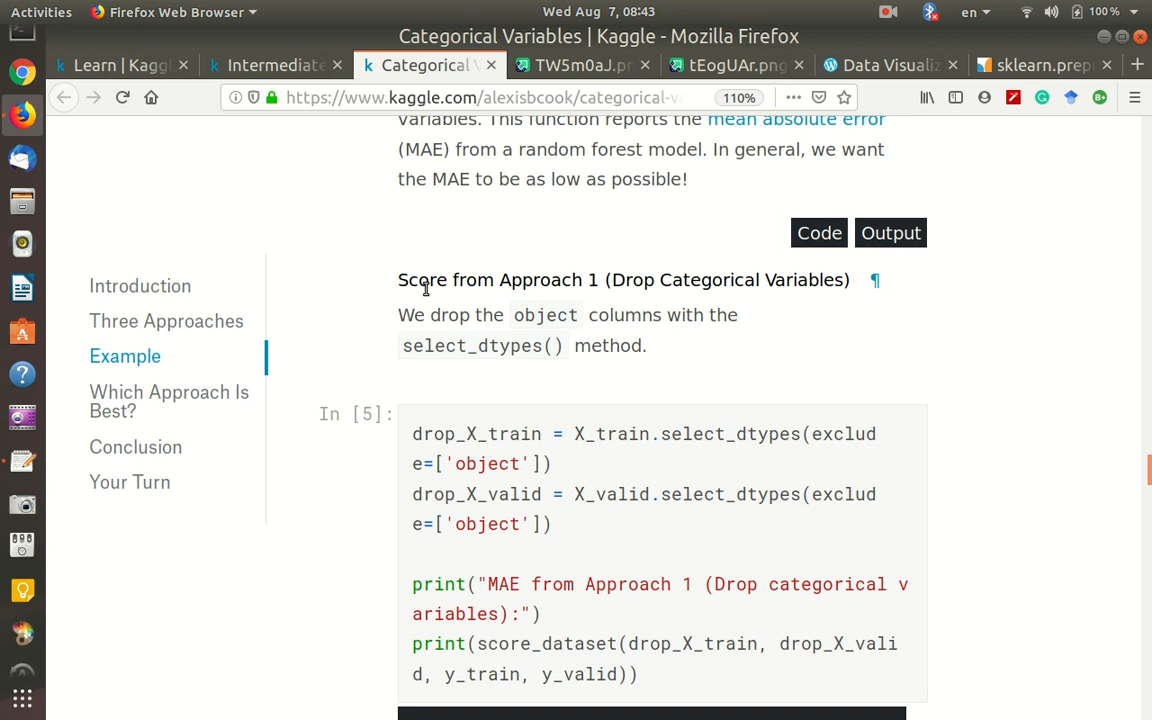 Activities
Firefox Web Browser
Wed Aug 7, 08:43
en
100 %
Categorical Variables | Kaggle - Mozilla Firefox
k Learn | Kaggl
k Intermediate
k Categorical V
TW5m0aJ.pn
tEogUAr.png
Data Visualiz
sklearn.prep
https://www.kaggle.com/alexisbcook/categorical-va
110%
variables. This function reports the mean absolute error
(MAE) from a random forest model. In general, we want
the MAE to be as low as possible!
Code
Output
Score from Approach 1 (Drop Categorical Variables) ¶
We drop the object columns with the
select_dtypes() method.
Introduction
Three Approaches
Example
Which Approach Is
Best?
Conclusion
Your Turn
In [5]:
drop_X_train = X_train.select_dtypes(exclud
e=['object'])
drop_X_valid = X_valid.select_dtypes(exclud
e=['object'])
print("MAE from Approach 1 (Drop categorical v
ariables):")
print(score_dataset(drop_X_train, drop_X_vali
d, y_train, y_valid))